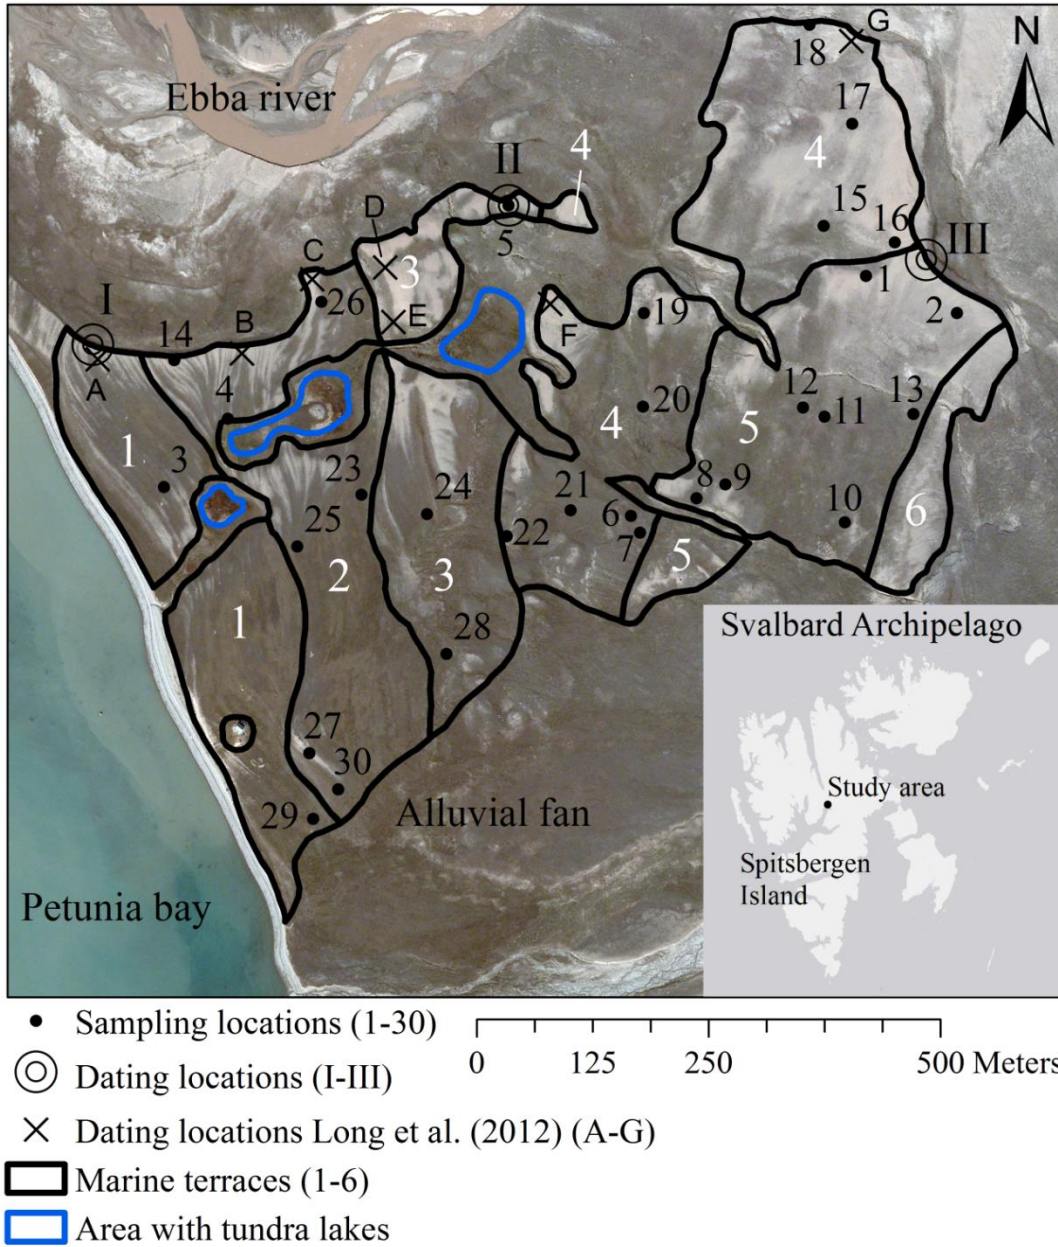 Ebba river
N
G
18
17
4
4
II
15
16
III
D
5
C
3
1
I
26
E
F
19
2
14
B
A
4
12
11
13
20
1
3
23
24
4
5
8
9
21
6
10
6
25
22
7
2
5
3
1
28
Svalbard Archipelago
27
30
Study area
29
Alluvial fan
Spitsbergen
Island
Petunia bay
Sampling locations (1-30)
Dating locations (I-III)
0 125 250 500 Meters
Dating locations Long et al. (2012) (A-G)
Marine terraces (1-6)
Area with tundra lakes